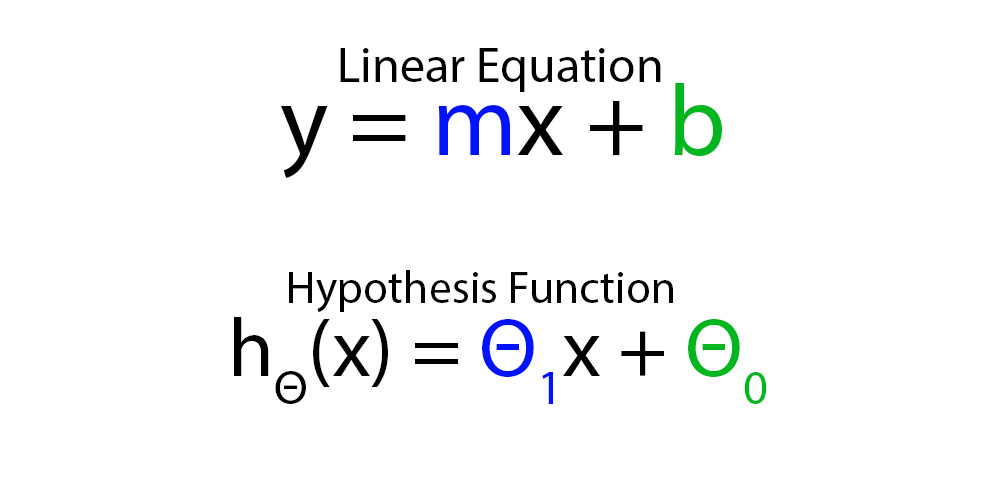 Linear Equation
y = mx + b
Hypothesis Function
hΘ(x) = Θ1x + Θ0